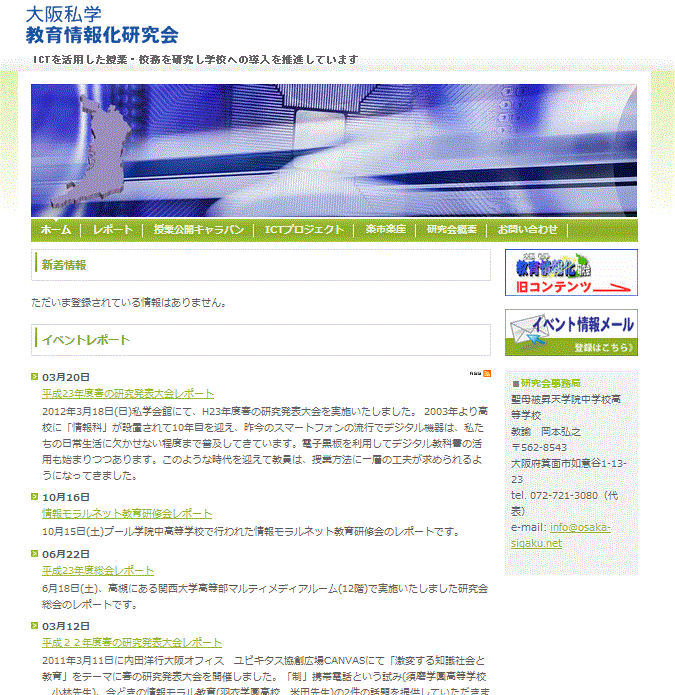 大阪私学
教育情報化研究会
ICTを活用した授業・校務を研究し学校への導入を推進しています
ホーム
レポート
授業公開キャラバン
ICTプロジェクト
楽市楽座
研究会概要
お問い合わせ
新着情報
ただいま登録されている情報はありません。
イベントレポート
03月20日
RSS
平成23年度春の研究発表大会レポート
2012年3月18日(日)私学会館にて、H23年度春の研究発表大会を実施いたしました。 2003年より高
校に「情報科」が設置されて10年目を迎え、昨今のスマートフォンの流行でデジタル機器は、私た
ちの日常生活に欠かせない程度まで普及してきています。電子黒板を利用してデジタル教科書の活
用も始まりつつあります。このような時代を迎えて教員は、授業方法に一層の工夫が求められるよ
うになってきました。
10月16日
情報モラルネット教育研修会レポート
10月15日(土)プール学院中高等学校で行われた情報モラルネット教育研修会のレポートです。
06月22日
平成23年度総会レポート
6月18日(土)、高槻にある関西大学高等部マルティメディアルーム(12階)で実施いたしました研究会
総会のレポートです。
03月12日
平成２２年度春の研究発表大会レポート
2011年3月11日に内田洋行大阪オフィス　ユビキタス協創広場CANVASにて「激変する知識社会と
教育」をテーマに春の研究発表大会を開催しました。「制」携帯電話という試み(須磨学園高等学校
小林先生)、今どきの情報モラル教育(羽衣学園高校　米田先生)の2件の話題を提供していただきま
教育情報化
旧コンテンツ
イベント情報メール
登録はこちら》
■研究会事務局
聖母被昇天学院中学校高
等学校
教諭　岡本弘之
〒562-8543
大阪府箕面市如意谷1-13-
23
tel. 072-721-3080（代
表）
e-mail: info@osaka-
sigaku.net